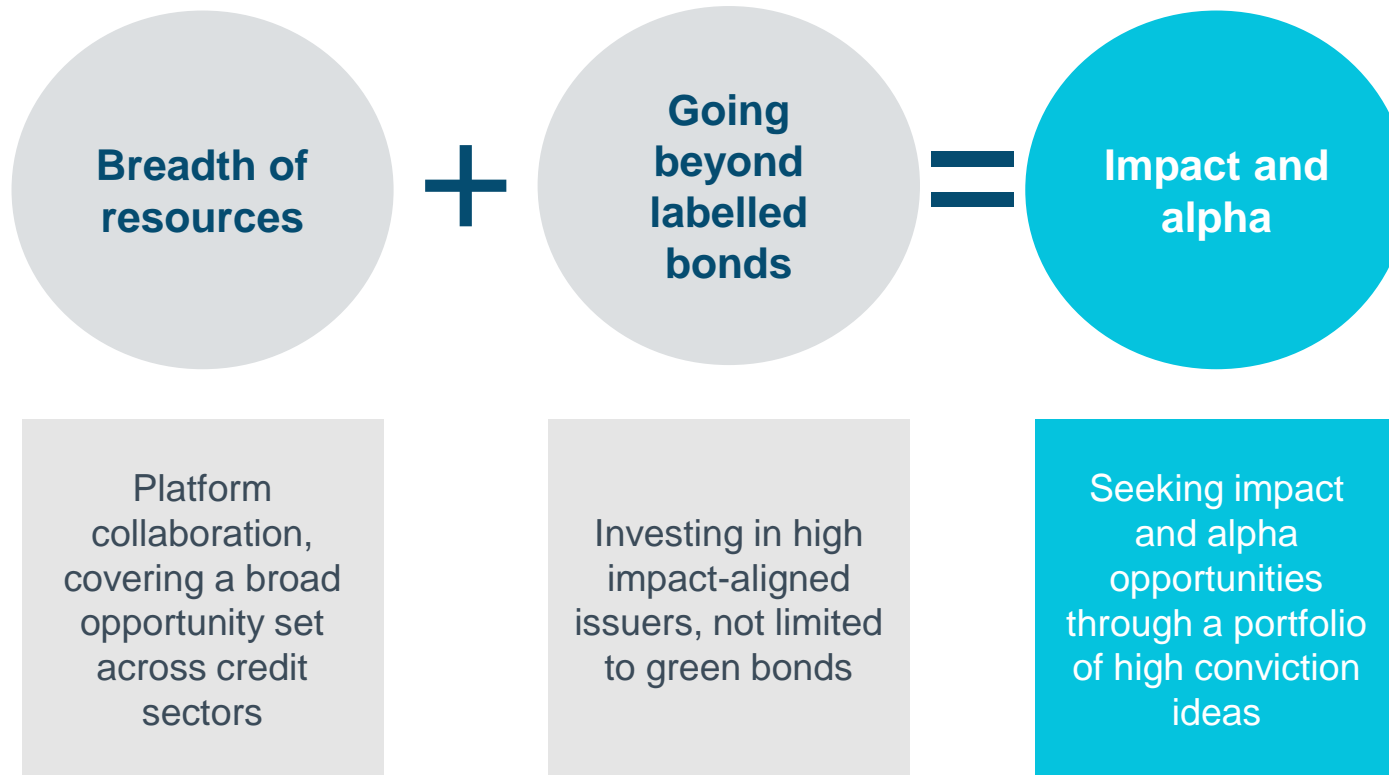 Breadth of
resources
+
Going
beyond
labelled
bonds
=
Impact and
alpha
Platform
collaboration,
covering a broad
opportunity set
across credit
sectors
Investing in high
impact-aligned
issuers, not limited
to green bonds
Seeking impact
and alpha
opportunities
through a portfolio
of high conviction
ideas